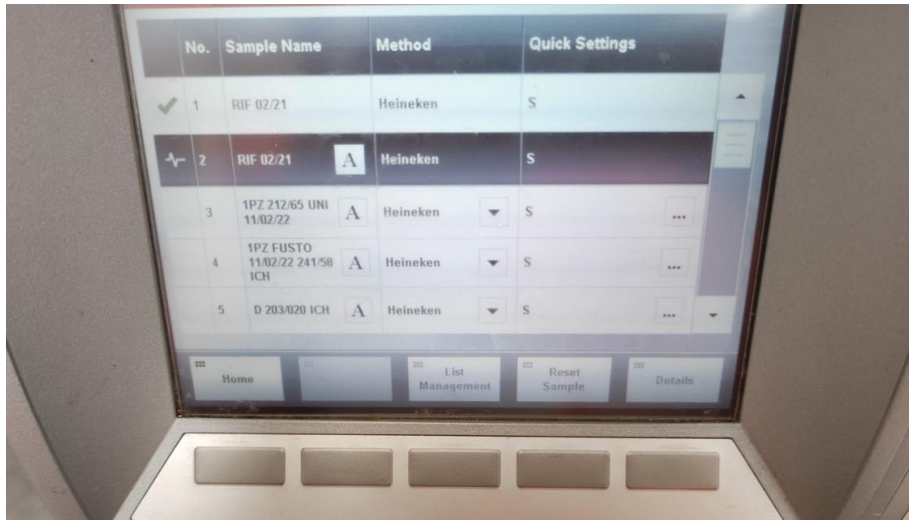 No. Sample Name Method Quick Settings
1 RIF 02/21 Heineken S
2 RIF 02/21 A Heineken S
3 1PZ 212/65 UNI A Heineken S ...
11/02/22
1PZ FUSTO
4 11/02/22 241/58 A Heineken S ...
ICH
5 D 203/020 ICH A Heineken S ...
Home List Reset Details
Management Sample